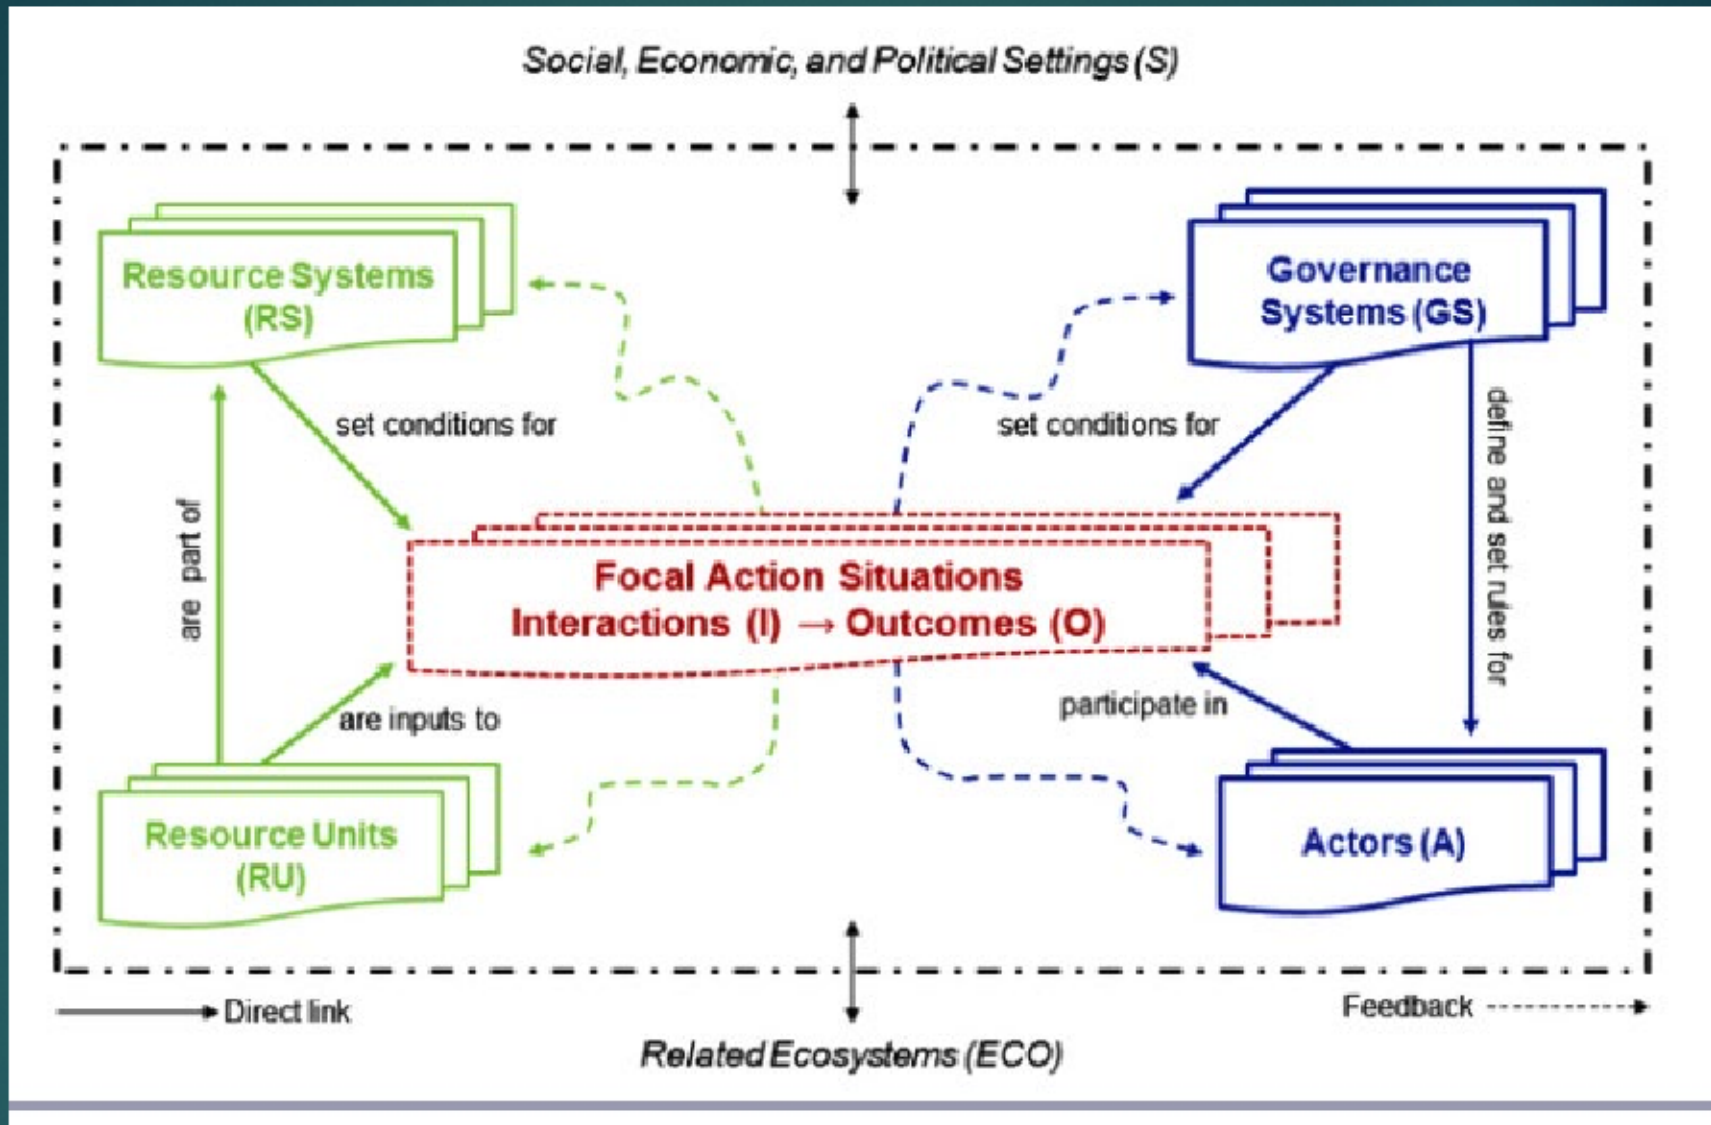 Social, Economic, and Political Settings (S)
Resource Systems
(RS)
Governance
Systems (GS)
set conditions for
set conditions for
are part of
define and set rules for
Focal Action Situations
Interactions (I) → Outcomes (O)
are inputs to
participate in
Resource Units
(RU)
Actors (A)
Direct link
Feedback
Related Ecosystems (ECO)